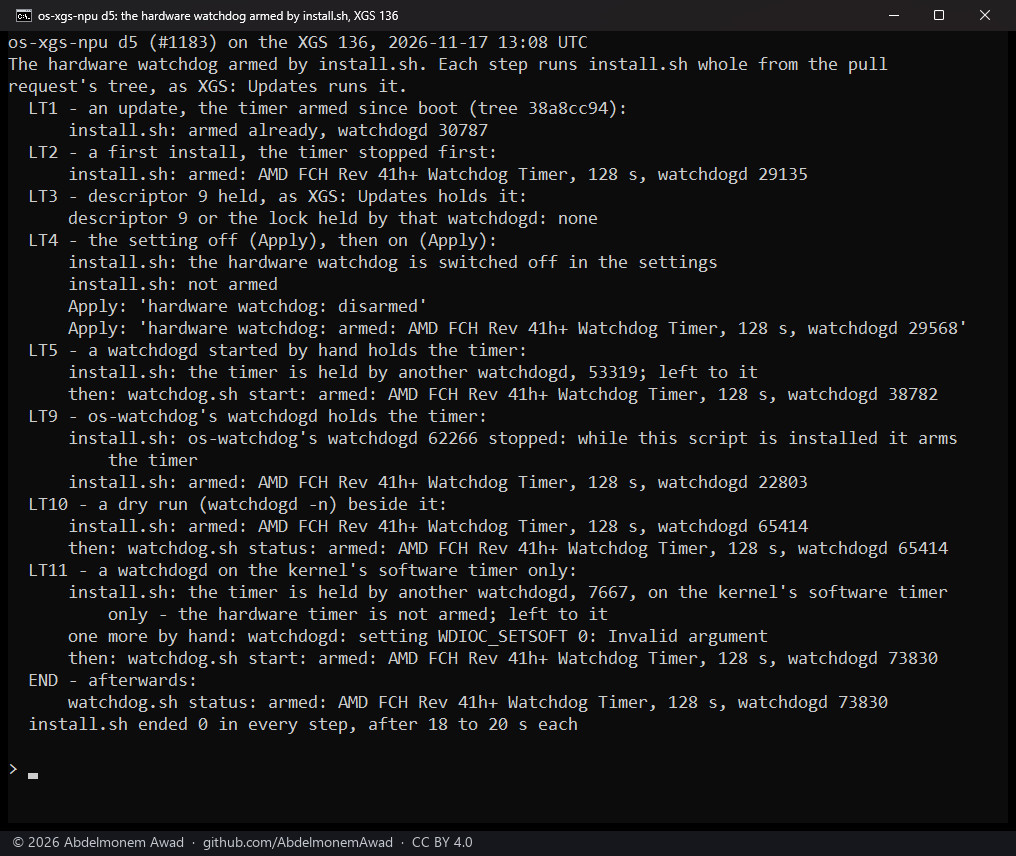 os-xgs-npu d5: the hardware watchdog armed by install.sh, XGS 136
os-xgs-npu d5 (#1183) on the XGS 136, 2026-11-17 13:08 UTC
The hardware watchdog armed by install.sh. Each step runs install.sh whole from the pull
request's tree, as XGS: Updates runs it.
LT1 - an update, the timer armed since boot (tree 38a8cc94):
install.sh: armed already, watchdogd 30787
LT2 - a first install, the timer stopped first:
install.sh: armed: AMD FCH Rev 41h+ Watchdog Timer, 128 s, watchdogd 29135
LT3 - descriptor 9 held, as XGS: Updates holds it:
descriptor 9 or the lock held by that watchdogd: none
LT4 - the setting off (Apply), then on (Apply):
install.sh: the hardware watchdog is switched off in the settings
install.sh: not armed
Apply: 'hardware watchdog: disarmed'
Apply: 'hardware watchdog: armed: AMD FCH Rev 41h+ Watchdog Timer, 128 s, watchdogd 29568'
LT5 - a watchdogd started by hand holds the timer:
install.sh: the timer is held by another watchdogd, 53319; left to it
then: watchdog.sh start: armed: AMD FCH Rev 41h+ Watchdog Timer, 128 s, watchdogd 38782
LT9 - os-watchdog's watchdogd holds the timer:
install.sh: os-watchdog's watchdogd 62266 stopped: while this script is installed it arms
the timer
install.sh: armed: AMD FCH Rev 41h+ Watchdog Timer, 128 s, watchdogd 22803
LT10 - a dry run (watchdogd -n) beside it:
install.sh: armed: AMD FCH Rev 41h+ Watchdog Timer, 128 s, watchdogd 65414
then: watchdog.sh status: armed: AMD FCH Rev 41h+ Watchdog Timer, 128 s, watchdogd 65414
LT11 - a watchdogd on the kernel's software timer only:
install.sh: the timer is held by another watchdogd, 7667, on the kernel's software timer
only - the hardware timer is not armed; left to it
one more by hand: watchdogd: setting WDIOC_SETSOFT 0: Invalid argument
then: watchdog.sh start: armed: AMD FCH Rev 41h+ Watchdog Timer, 128 s, watchdogd 73830
END - afterwards:
watchdog.sh status: armed: AMD FCH Rev 41h+ Watchdog Timer, 128 s, watchdogd 73830
install.sh ended 0 in every step, after 18 to 20 s each
>
© 2026 Abdelmonem Awad · github.com/AbdelmonemAwad · CC BY 4.0